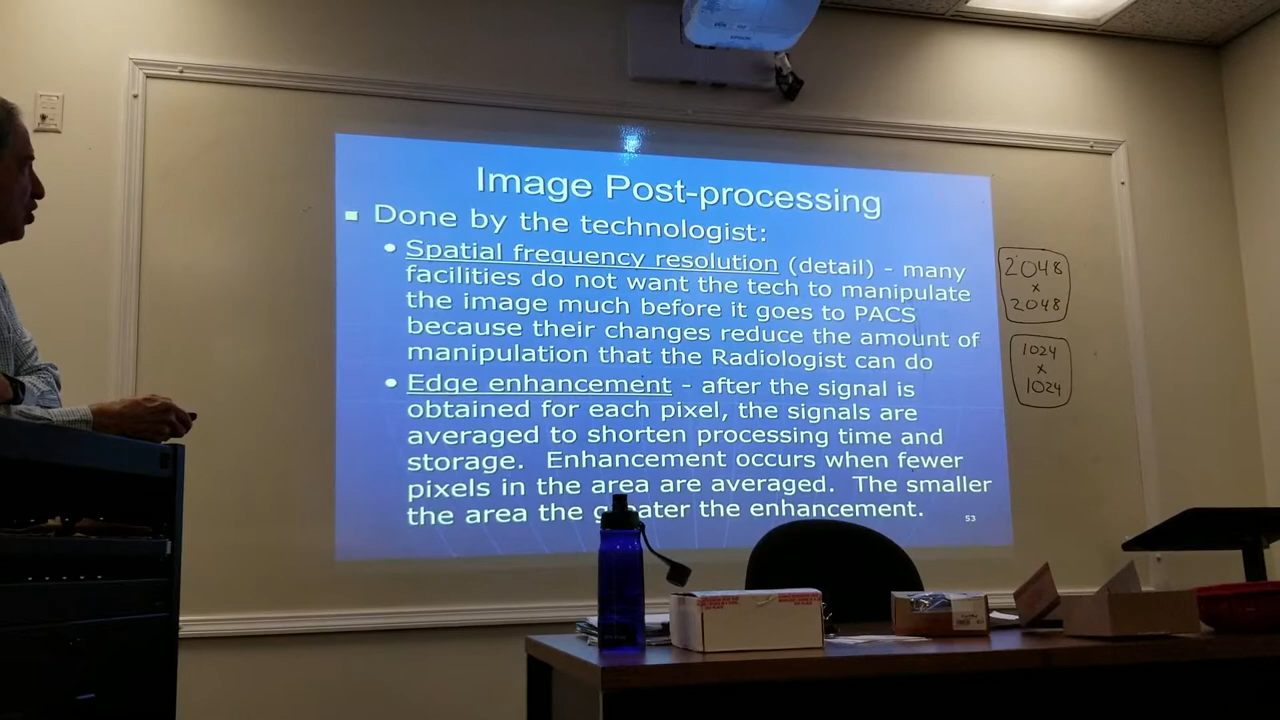 EPSON
Image Post-processing
Done by the technologist:
Spatial frequency resolution (detail) - many
facilities do not want the tech to manipulate
the image much before it goes to PACS
because their changes reduce the amount of
manipulation that the Radiologist can do
Edge enhancement - after the signal is
obtained for each pixel, the signals are
averaged to shorten processing time and
storage. Enhancement occurs when fewer
pixels in the area are averaged. The smaller
the area the greater the enhancement.
53
2048
x
2048
1024
x
1024